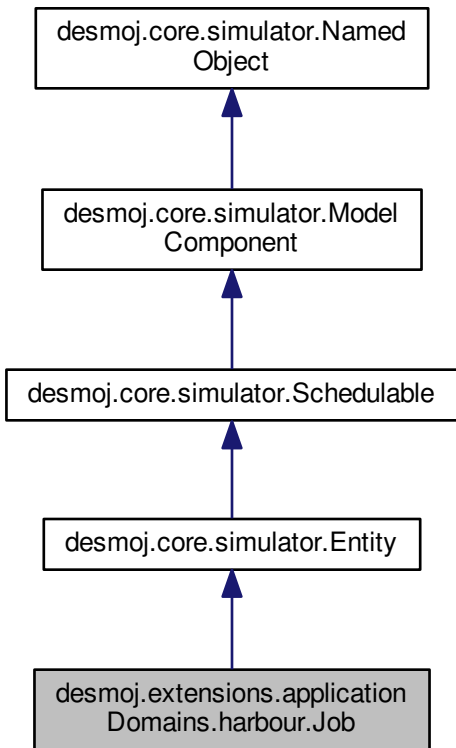 desmoj.core.simulator.Named
Object
desmoj.core.simulator.Model
Component
desmoj.core.simulator.Schedulable
desmoj.core.simulator.Entity
desmoj.extensions.application
Domains.harbour.Job